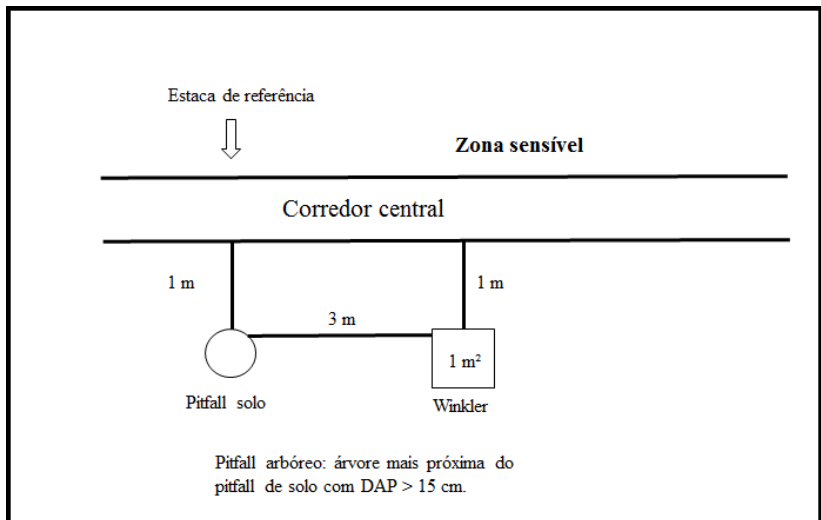 Estaca de referência
Zona sensível
Corredor central
1 m
1 m
3 m
1 m²
Pitfall solo
Winkler
Pitfall arbóreo: árvore mais próxima do
pitfall de solo com DAP > 15 cm.